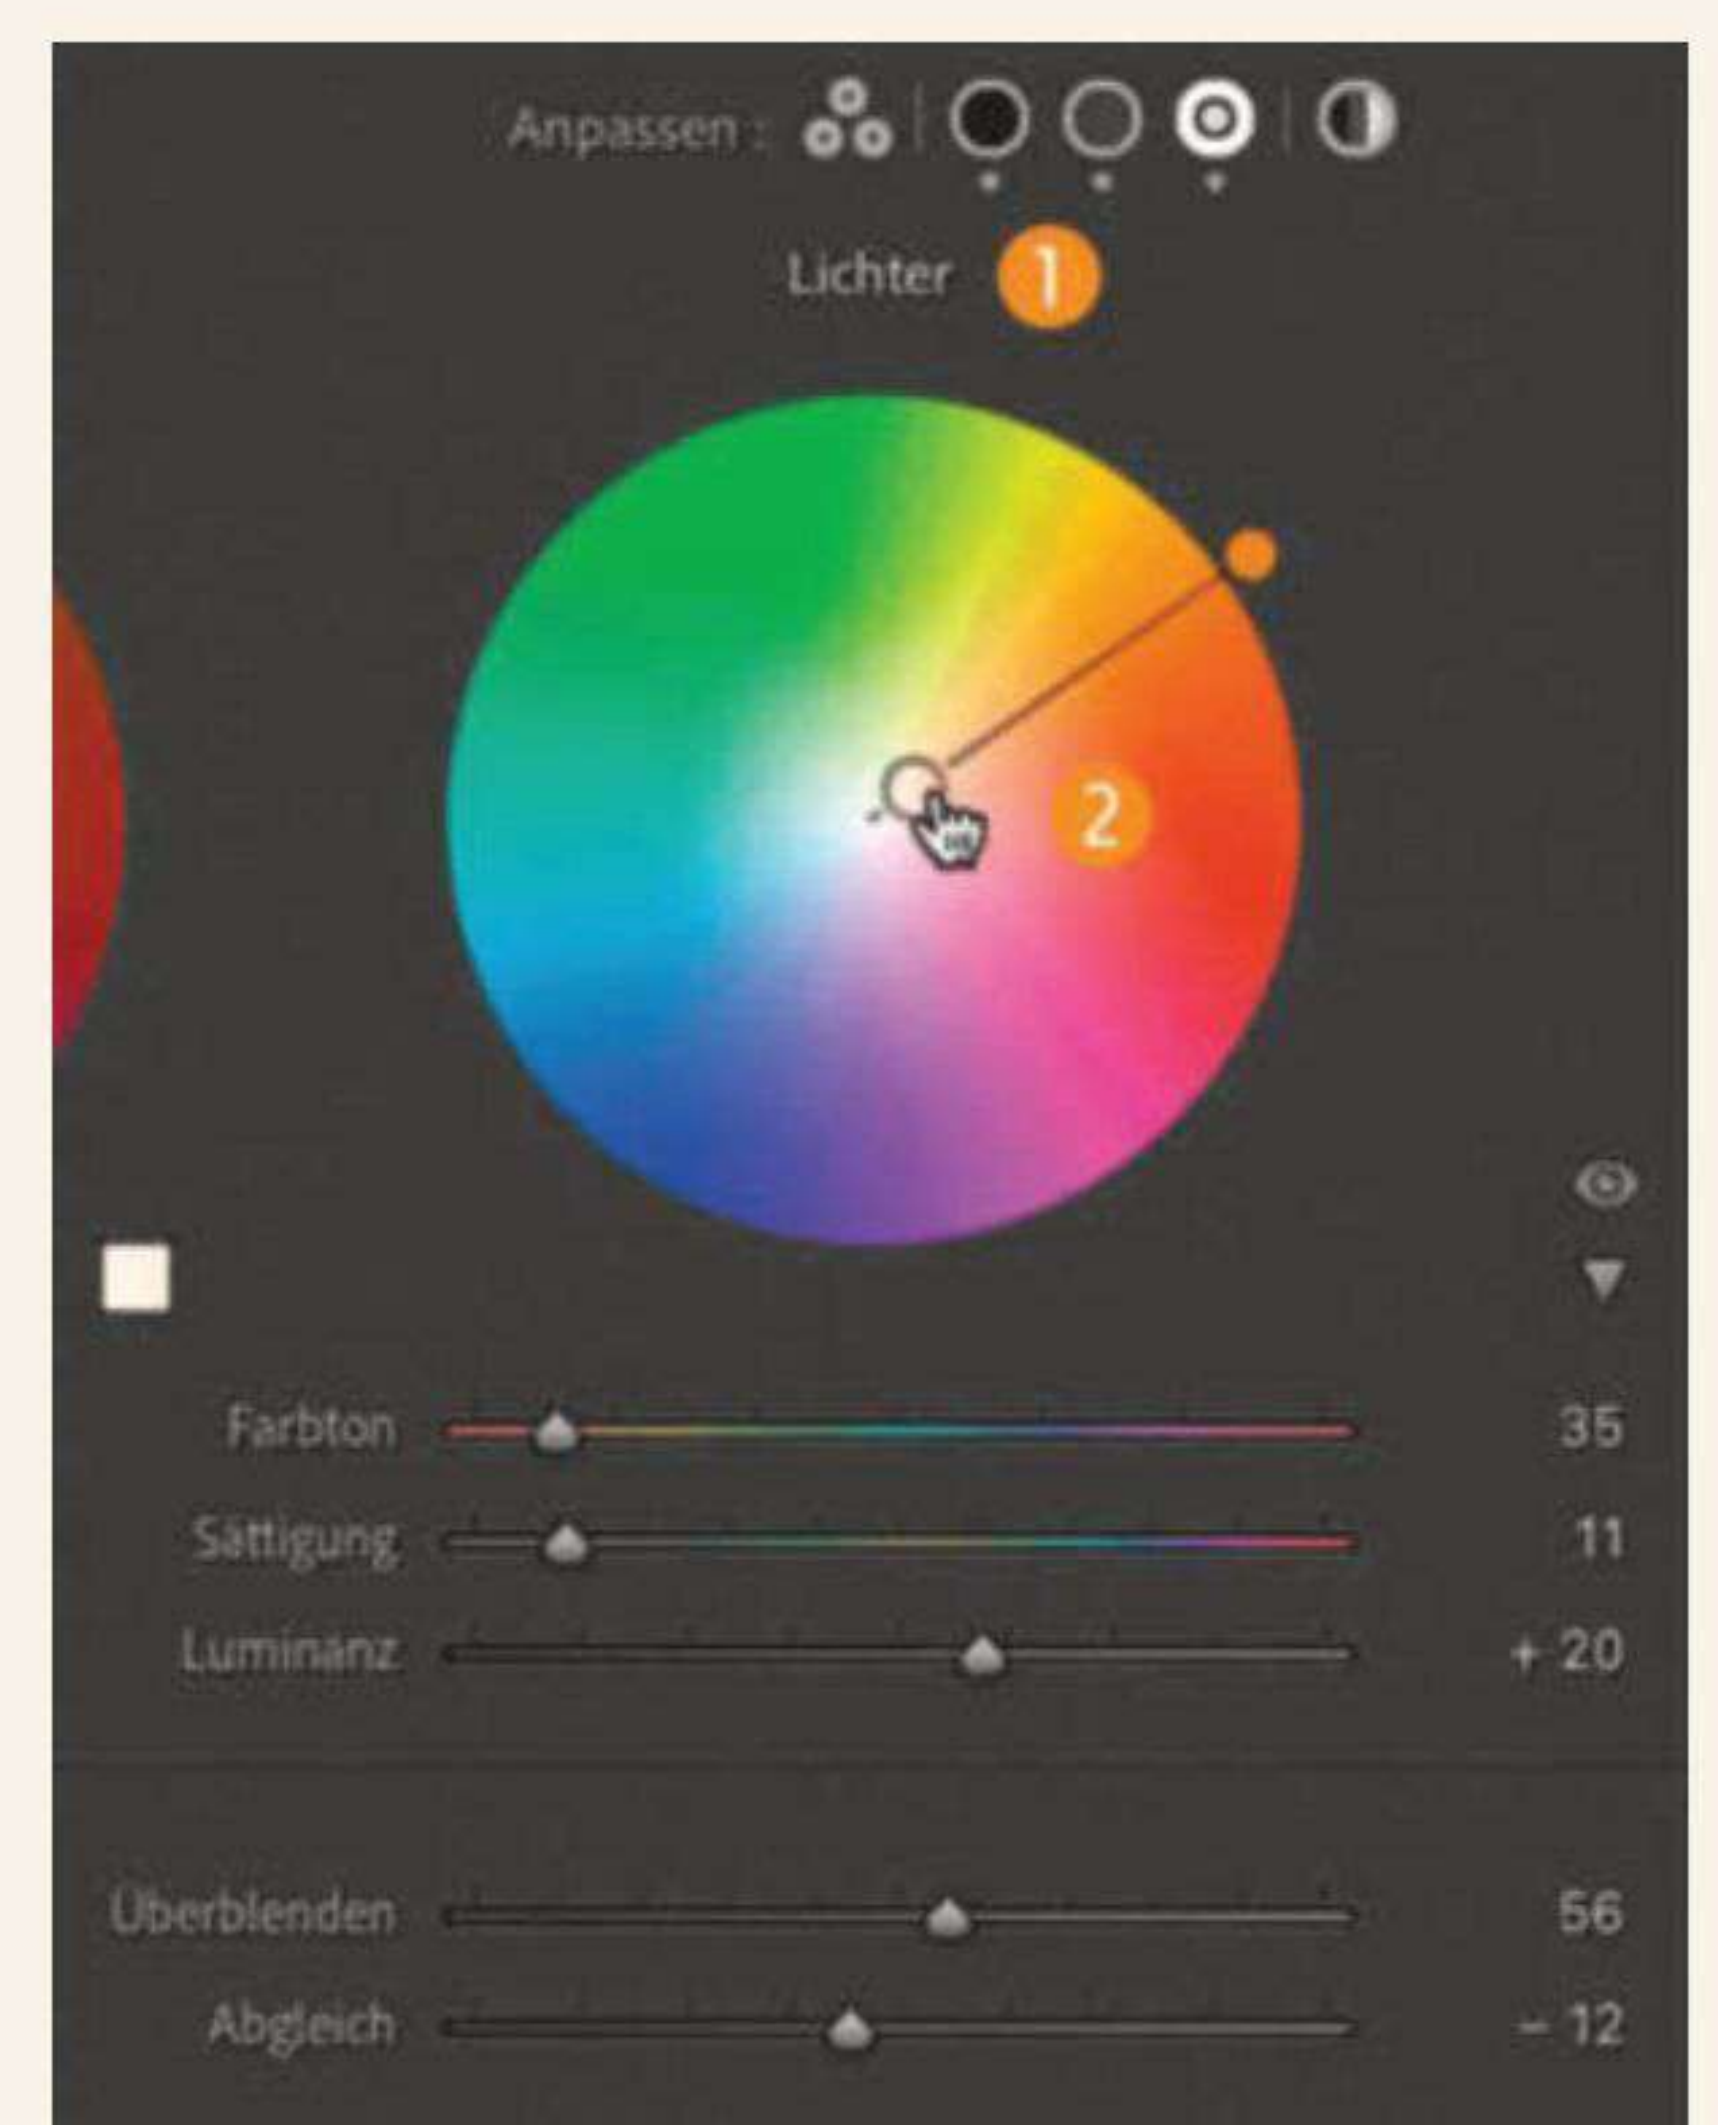 Anpassen :
Lichter 1
2
Farbton 35
Sättigung 11
Luminanz + 20
Überblenden 56
Abgleich – 12